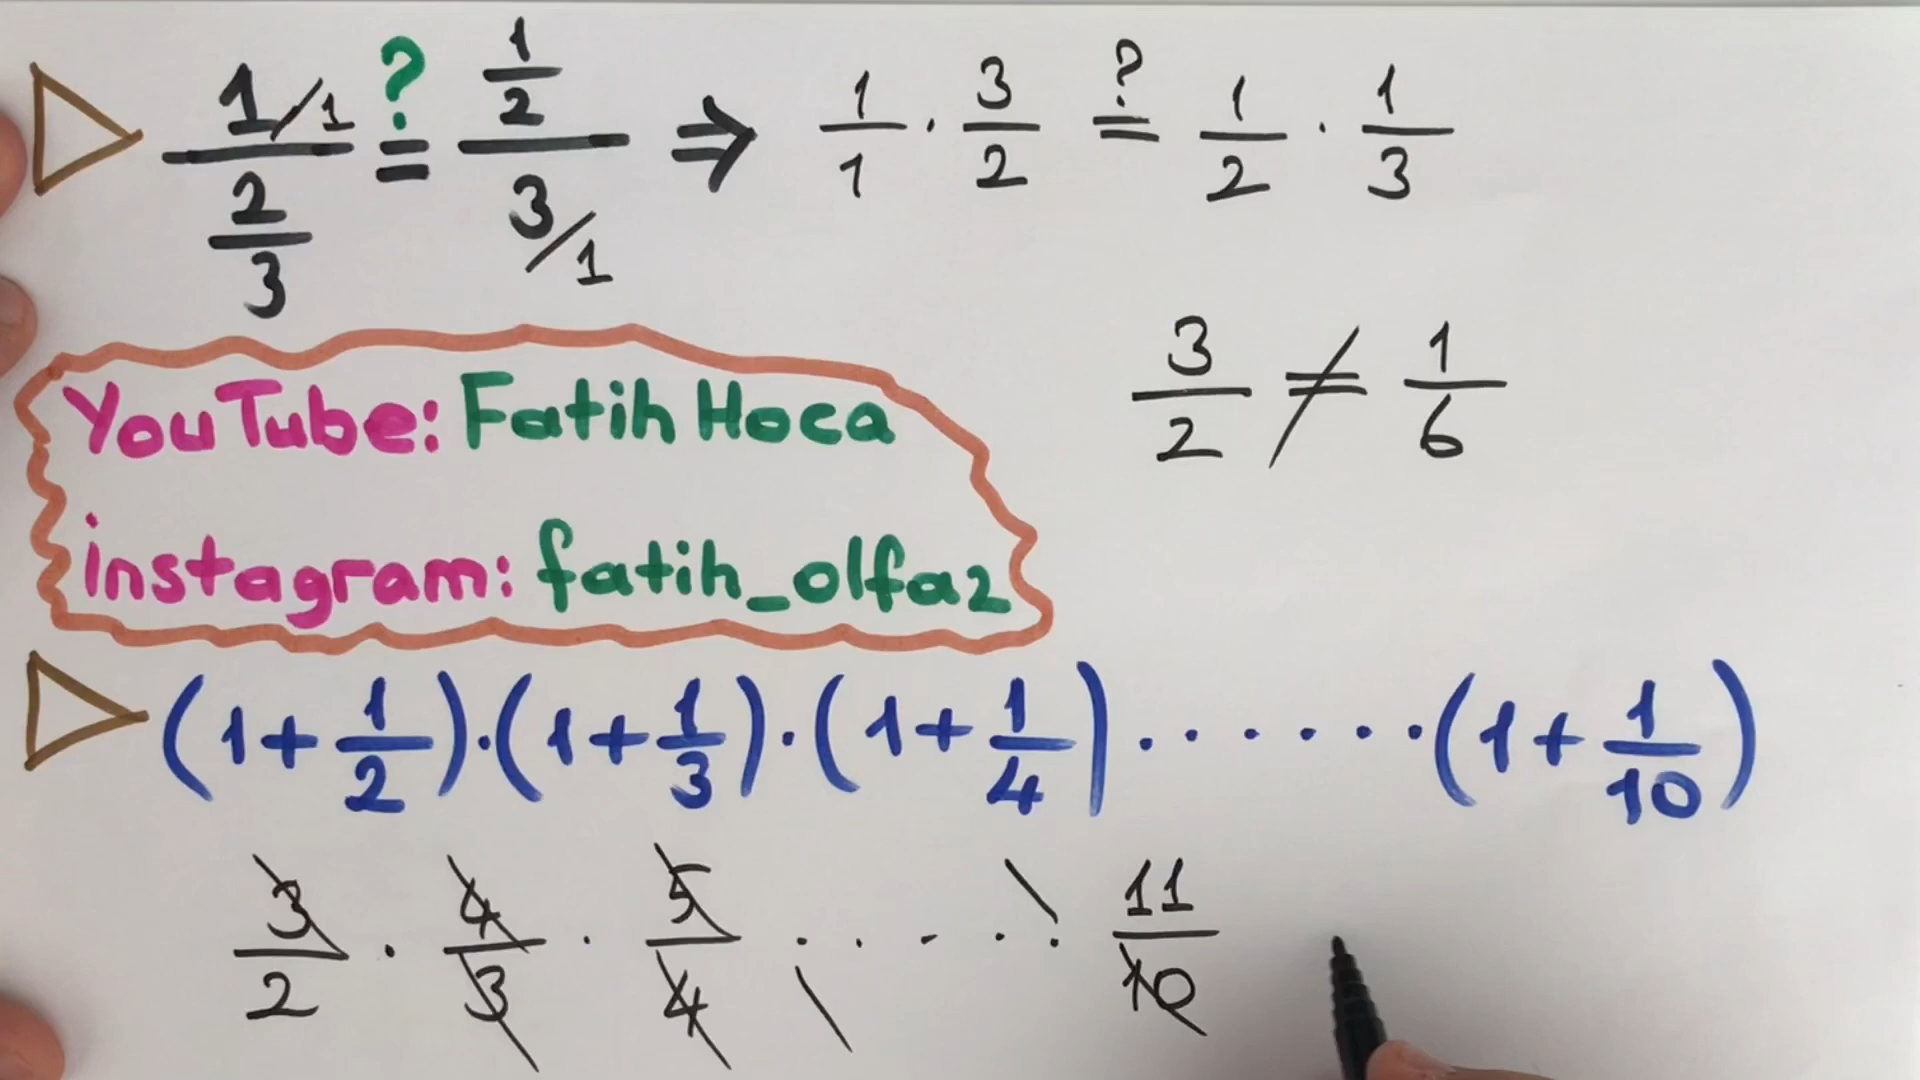 1/1 / (2/3) =? (1/2) / 3/1 ⇒ 1/1 · 3/2 =? 1/2 · 1/3
3/2 ≠ 1/6
YouTube: Fatih Hoca
instagram: fatih_olfaz
(1+1/2)·(1+1/3)·(1+1/4)·······(1+1/10)
3/2 · 4/3 · 5/4 ····· 11/10